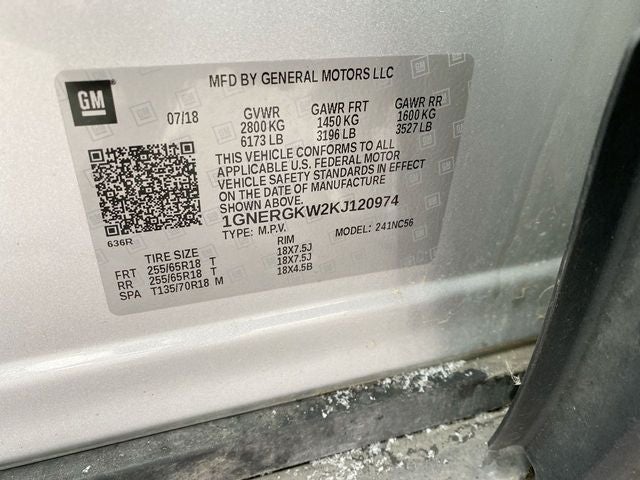 MFD BY GENERAL MOTORS LLC
GM
07/18 GVWR GAWR FRT GAWR RR
2800 KG 1450 KG 1600 KG
6173 LB 3196 LB 3527 LB
THIS VEHICLE CONFORMS TO ALL
APPLICABLE U.S. FEDERAL MOTOR
VEHICLE SAFETY STANDARDS IN EFFECT
ON THE DATE OF MANUFACTURE
SHOWN ABOVE.
1GNERGKW2KJ120974
TYPE: M.P.V. MODEL: 241NC56
636R
TIRE SIZE RIM
FRT 255/65R18 T 18X7.5J
RR 255/65R18 T 18X7.5J
SPA T135/70R18 M 18X4.5B